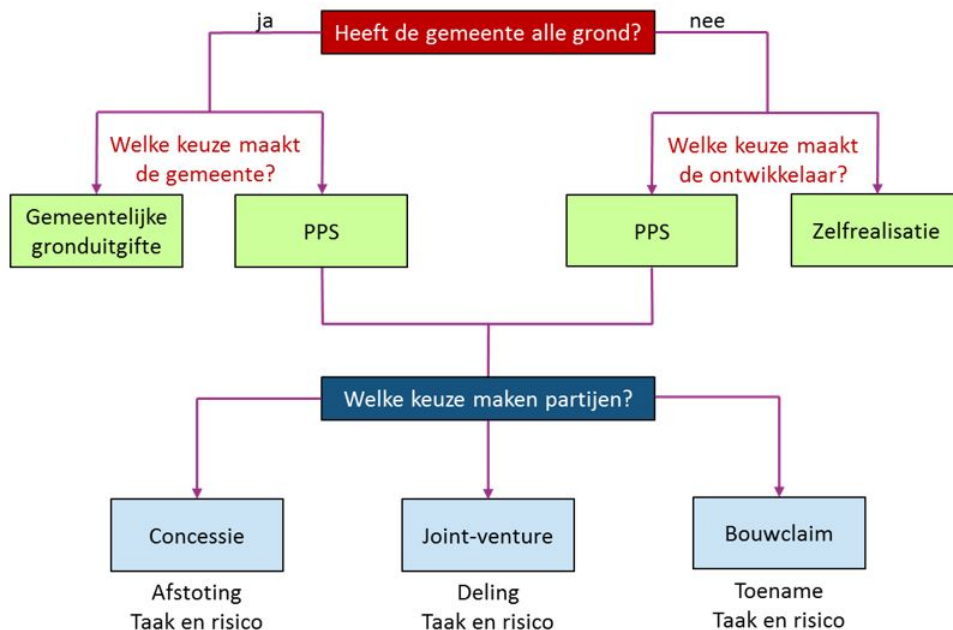 ja
Heeft de gemeente alle grond?
nee
Welke keuze maakt
de gemeente?
Welke keuze maakt
de ontwikkelaar?
Gemeentelijke
gronduitgifte
PPS
PPS
Zelfrealisatie
Welke keuze maken partijen?
Concessie
Joint-venture
Bouwclaim
Afstoting
Taak en risico
Deling
Taak en risico
Toename
Taak en risico